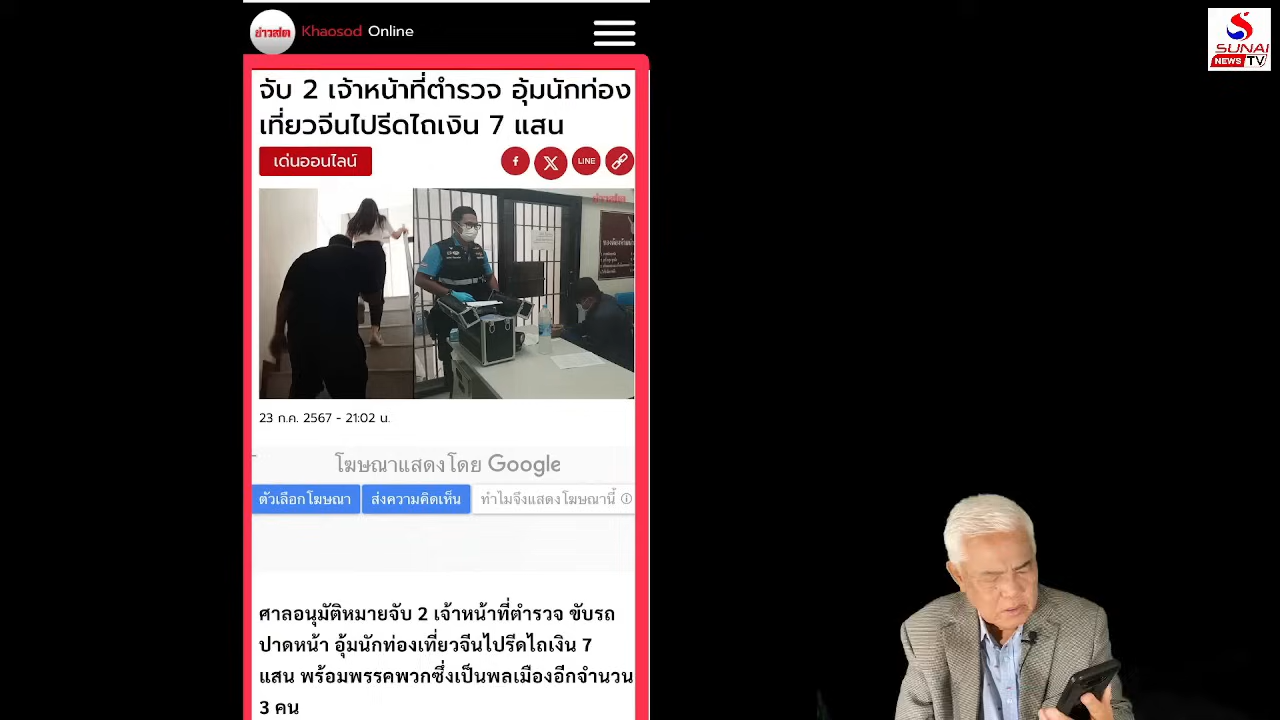 ข่าวสด Khaosod Online
SUNAI
NEWS TV
จับ 2 เจ้าหน้าที่ตำรวจ อุ้มนักท่อง
เที่ยวจีนไปรีดไถเงิน 7 แสน
เด่นออนไลน์
f X LINE
ข่าวสด
23 ก.ค. 2567 - 21:02 น.
โฆษณาแสดงโดย Google
ตัวเลือกโฆษณา ส่งความคิดเห็น ทำไมจึงแสดงโฆษณานี้
ศาลอนุมัติหมายจับ 2 เจ้าหน้าที่ตำรวจ ขับรถ
ปาดหน้า อุ้มนักท่องเที่ยวจีนไปรีดไถเงิน 7
แสน พร้อมพรรคพวกซึ่งเป็นพลเมืองอีกจำนวน
3 คน